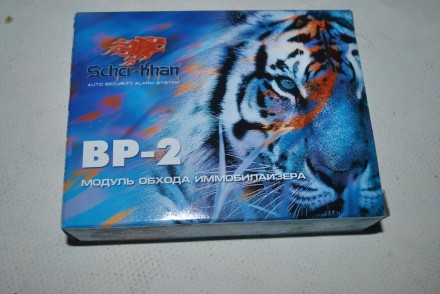 Scher-Khan
AUTO SECURITY ALARM SYSTEM
BP-2
МОДУЛЬ ОБХОДА ИММОБИЛАЙЗЕРА